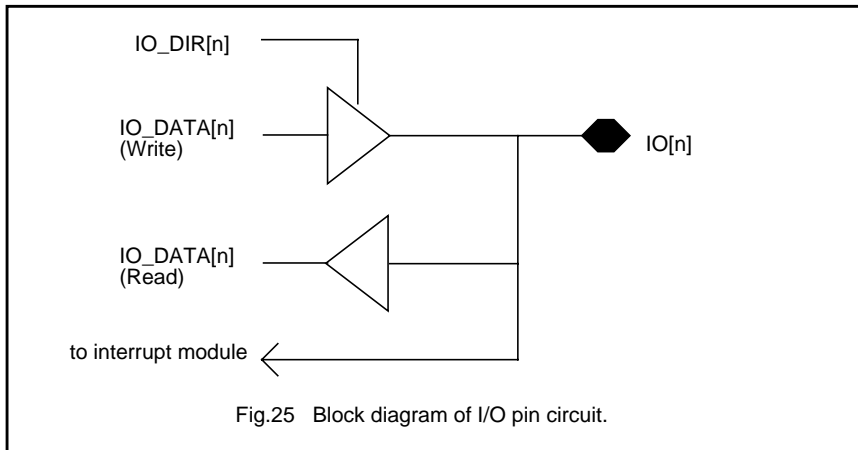 IO_DIR[n]
IO_DATA[n]
(Write)
IO[n]
IO_DATA[n]
(Read)
to interrupt module
Fig.25 Block diagram of I/O pin circuit.